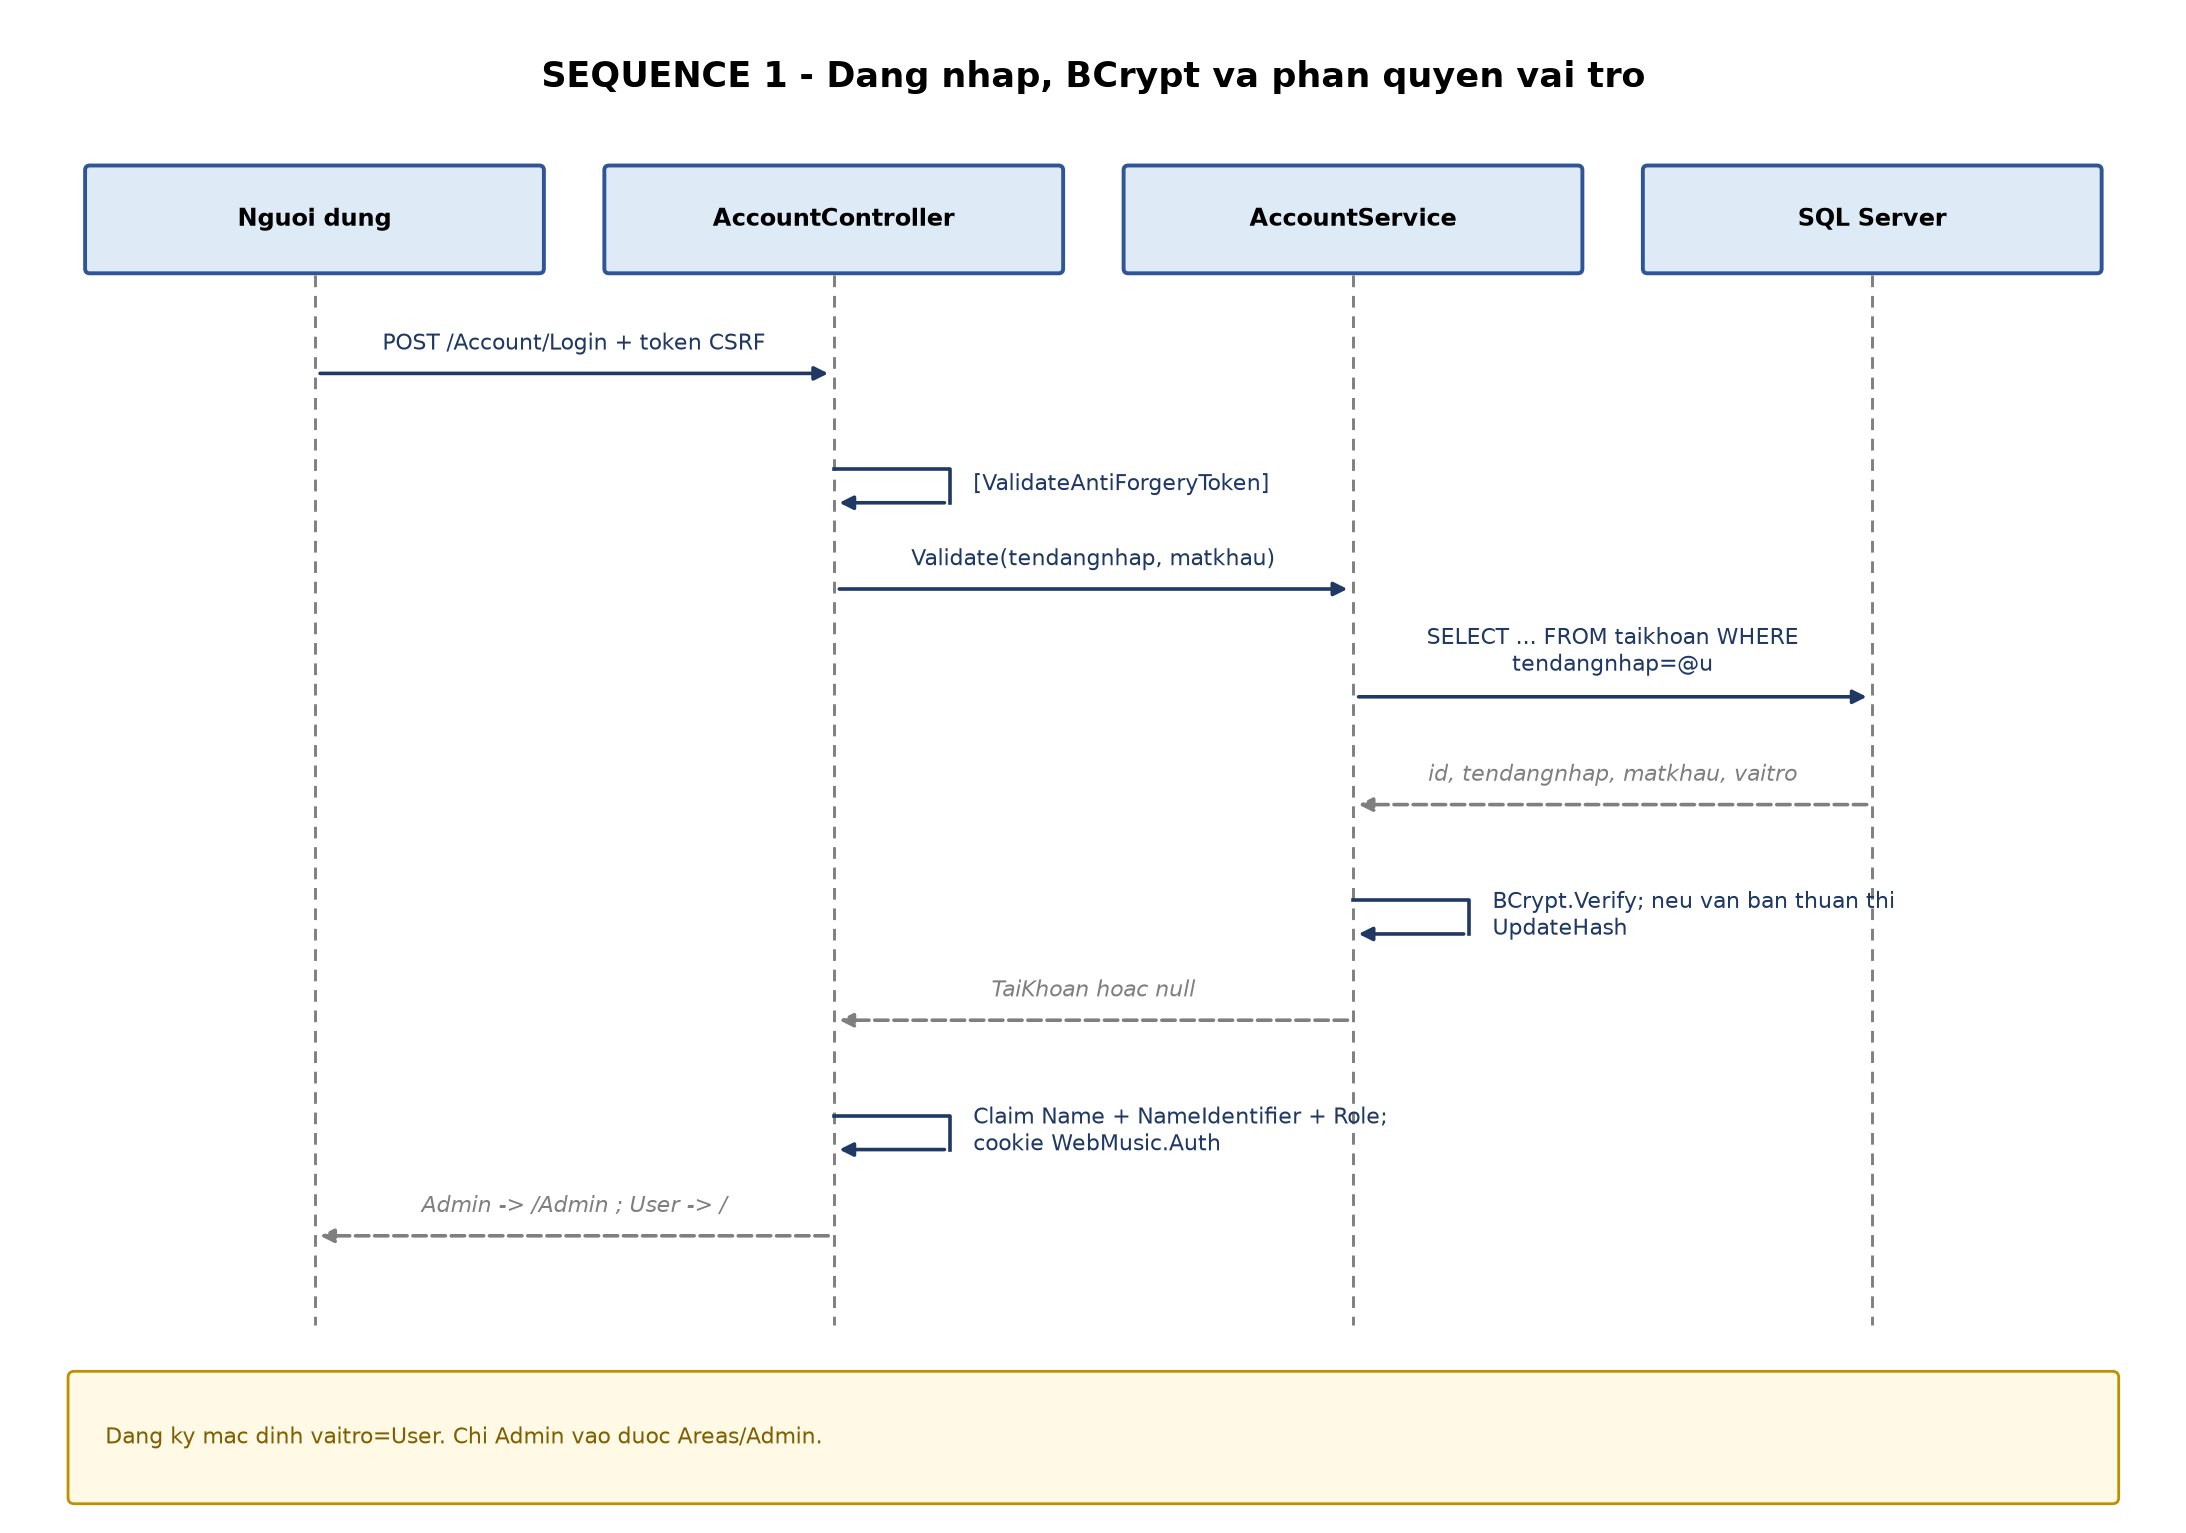 SEQUENCE 1 - Dang nhap, BCrypt va phan quyen vai tro
Nguoi dung
AccountController
AccountService
SQL Server
POST /Account/Login + token CSRF
[ValidateAntiForgeryToken]
Validate(tendangnhap, matkhau)
SELECT ... FROM taikhoan WHERE
tendangnhap=@u
id, tendangnhap, matkhau, vaitro
BCrypt.Verify; neu van ban thuan thi
UpdateHash
TaiKhoan hoac null
Claim Name + NameIdentifier + Role;
cookie WebMusic.Auth
Admin -> /Admin ; User -> /
Dang ky mac dinh vaitro=User. Chi Admin vao duoc Areas/Admin.